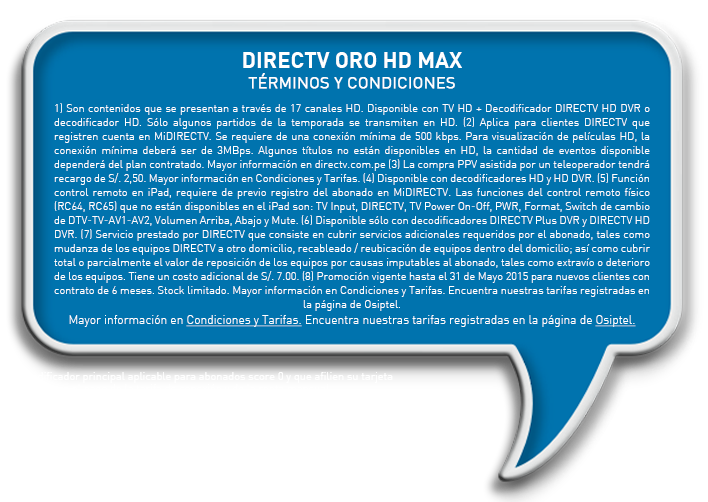 DIRECTV ORO HD MAX
TÉRMINOS Y CONDICIONES
1) Son contenidos que se presentan a través de 17 canales HD. Disponible con TV HD + Decodificador DIRECTV HD DVR o
decodificador HD. Sólo algunos partidos de la temporada se transmiten en HD. (2) Aplica para clientes DIRECTV que
registren cuenta en MiDIRECTV. Se requiere de una conexión mínima de 500 kbps. Para visualización de películas HD, la
conexión mínima deberá ser de 3MBps. Algunos títulos no están disponibles en HD, la cantidad de eventos disponible
dependerá del plan contratado. Mayor información en directv.com.pe (3) La compra PPV asistida por un teleoperador tendrá
recargo de S/. 2,50. Mayor información en Condiciones y Tarifas. (4) Disponible con decodificadores HD y HD DVR. (5) Función
control remoto en iPad, requiere de previo registro del abonado en MiDIRECTV. Las funciones del control remoto físico
(RC64, RC65) que no están disponibles en el iPad son: TV Input, DIRECTV, TV Power On-Off, PWR, Format, Switch de cambio
de DTV-TV-AV1-AV2, Volumen Arriba, Abajo y Mute. (6) Disponible sólo con decodificadores DIRECTV Plus DVR y DIRECTV HD
DVR. (7) Servicio prestado por DIRECTV que consiste en cubrir servicios adicionales requeridos por el abonado, tales como
mudanza de los equipos DIRECTV a otro domicilio, recableado / reubicación de equipos dentro del domicilio; así como cubrir
total o parcialmente el valor de reposición de los equipos por causas imputables al abonado, tales como extravío o deterioro
de los equipos. Tiene un costo adicional de S/. 7.00. (8) Promoción vigente hasta el 31 de Mayo 2015 para nuevos clientes con
contrato de 6 meses. Stock limitado. Mayor información en Condiciones y Tarifas. Encuentra nuestras tarifas registradas en
la página de Osiptel.
Mayor información en Condiciones y Tarifas. Encuentra nuestras tarifas registradas en la página de Osiptel.
principal aplicable para abonados score 0 y que afilien su tarjeta